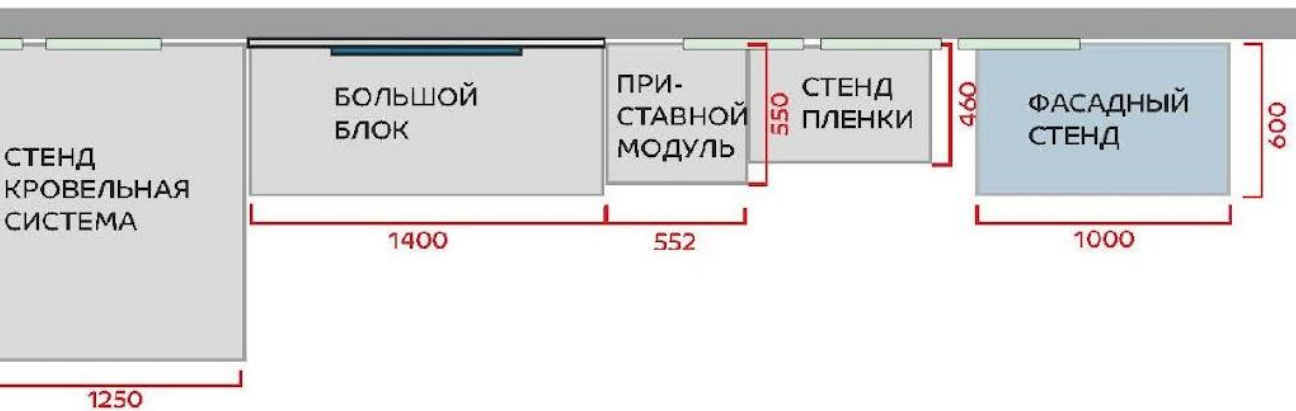 СТЕНД
КРОВЕЛЬНАЯ
СИСТЕМА
1250
БОЛЬШОЙ
БЛОК
1400
ПРИ-
СТАВНОЙ
МОДУЛЬ
552
550
СТЕНД
ПЛЕНКИ
460
ФАСАДНЫЙ
СТЕНД
1000
600